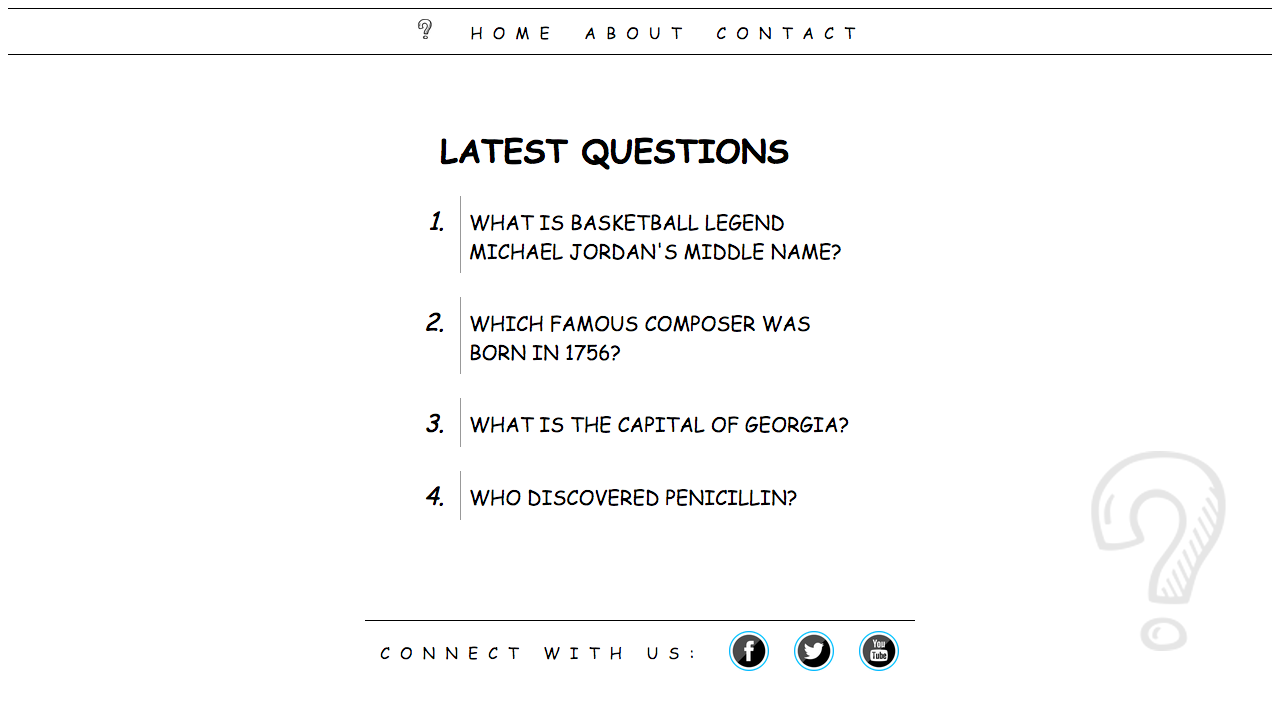 ? HOME ABOUT CONTACT
LATEST QUESTIONS
1. WHAT IS BASKETBALL LEGEND
MICHAEL JORDAN'S MIDDLE NAME?
2. WHICH FAMOUS COMPOSER WAS
BORN IN 1756?
3. WHAT IS THE CAPITAL OF GEORGIA?
4. WHO DISCOVERED PENICILLIN?
?
CONNECT WITH US: f You Tube